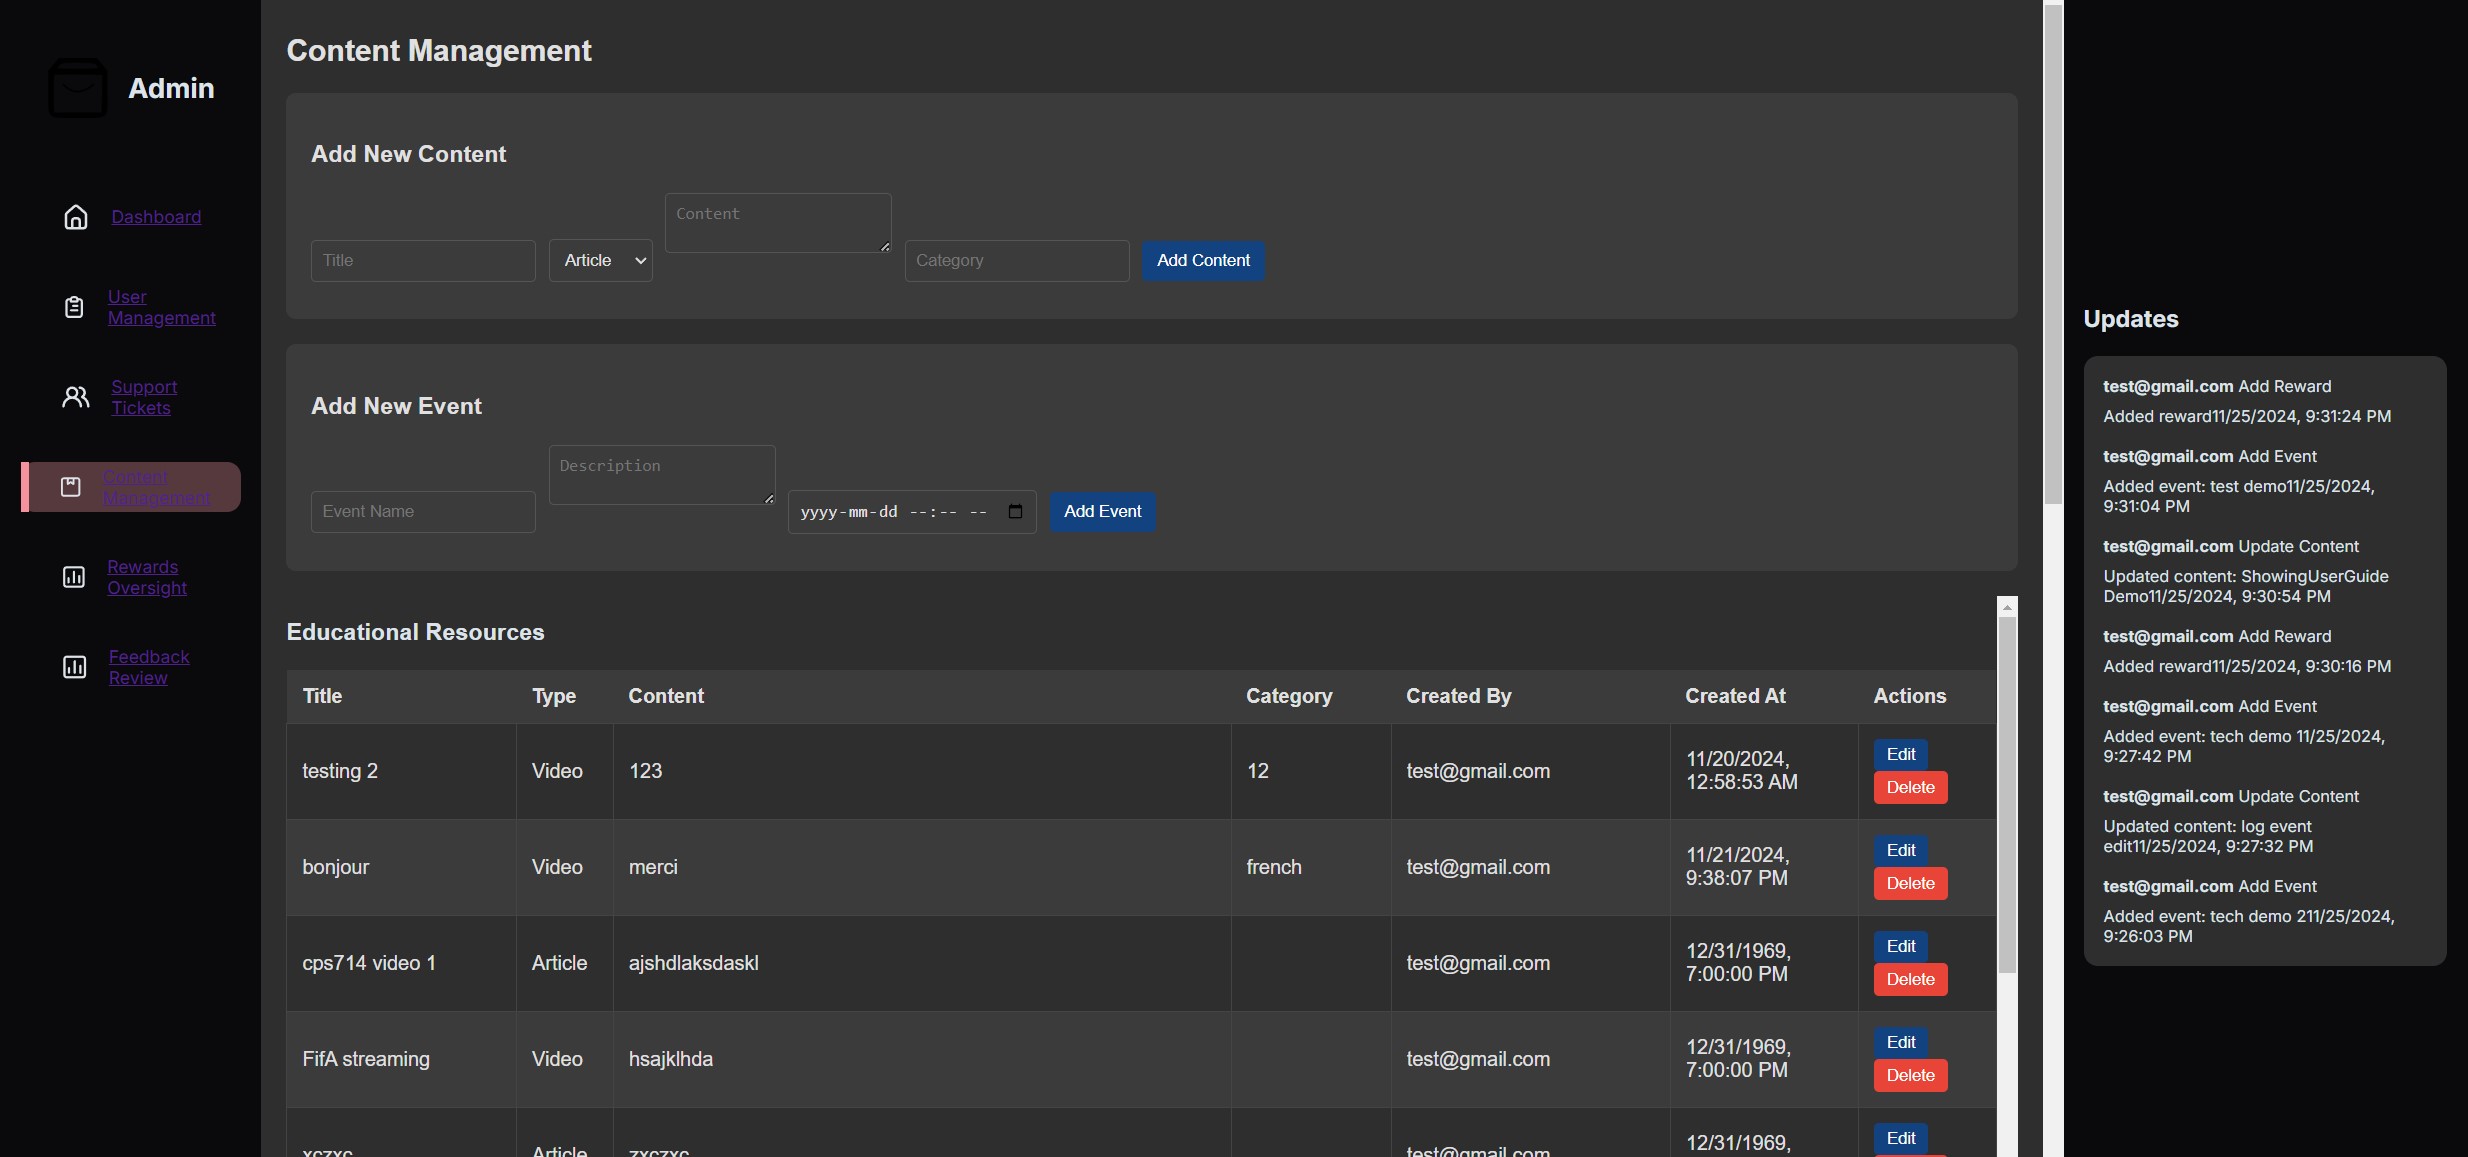 Admin
Dashboard
User
Management
Support
Tickets
Content
Management
Rewards
Oversight
Feedback
Review
Content Management
Add New Content
Title
Article
Content
Category
Add Content
Add New Event
Event Name
Description
yyyy-mm-dd --:-- --
Add Event
Educational Resources
Title Type Content Category Created By Created At Actions
testing 2 Video 123 12 test@gmail.com 11/20/2024, 12:58:53 AM Edit Delete
bonjour Video merci french test@gmail.com 11/21/2024, 9:38:07 PM Edit Delete
cps714 video 1 Article ajshdlaksdaskl test@gmail.com 12/31/1969, 7:00:00 PM Edit Delete
FifA streaming Video hsajklhda test@gmail.com 12/31/1969, 7:00:00 PM Edit Delete
xczxc Article zxczxc test@gmail.com 12/31/1969, Edit
Updates
test@gmail.com Add Reward
Added reward11/25/2024, 9:31:24 PM
test@gmail.com Add Event
Added event: test demo11/25/2024,
9:31:04 PM
test@gmail.com Update Content
Updated content: ShowingUserGuide
Demo11/25/2024, 9:30:54 PM
test@gmail.com Add Reward
Added reward11/25/2024, 9:30:16 PM
test@gmail.com Add Event
Added event: tech demo 11/25/2024,
9:27:42 PM
test@gmail.com Update Content
Updated content: log event
edit11/25/2024, 9:27:32 PM
test@gmail.com Add Event
Added event: tech demo 211/25/2024,
9:26:03 PM